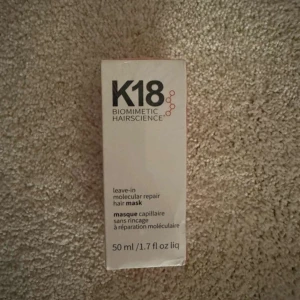 K18
BIOMIMETIC
HAIRSCIENCE
leave-in
molecular repair
hair mask
masque capillaire
sans rinçage
à réparation moléculaire
50 ml /1.7 fl oz liq